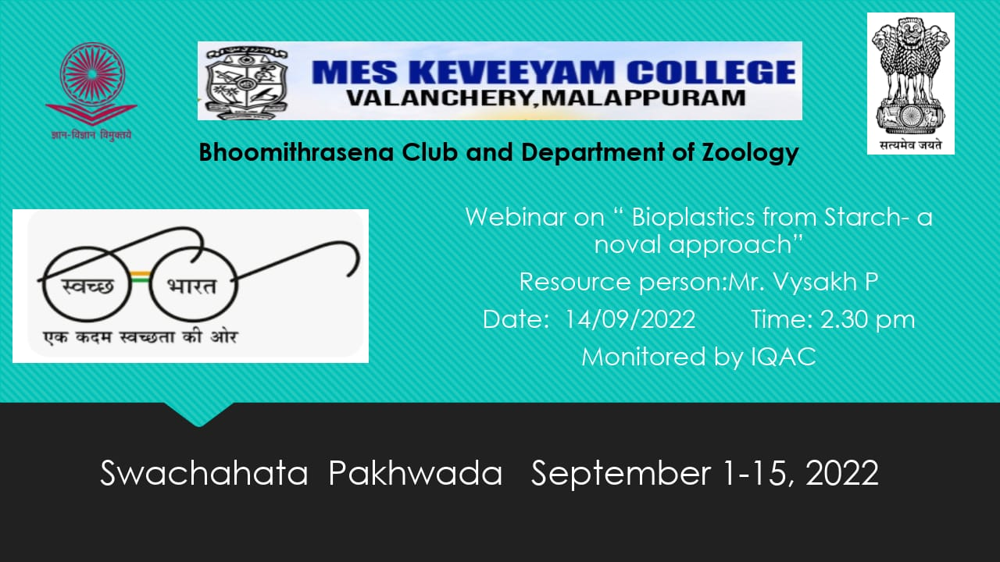 MES KEVEEYAM COLLEGE
VALANCHERY,MALAPPURAM
ज्ञान-विज्ञान विमुक्तये
सत्यमेव जयते
Bhoomithrasena Club and Department of Zoology
स्वच्छ भारत
एक कदम स्वच्छता की ओर
Webinar on “ Bioplastics from Starch- a
noval approach”
Resource person:Mr. Vysakh P
Date: 14/09/2022 Time: 2.30 pm
Monitored by IQAC
Swachahata Pakhwada September 1-15, 2022